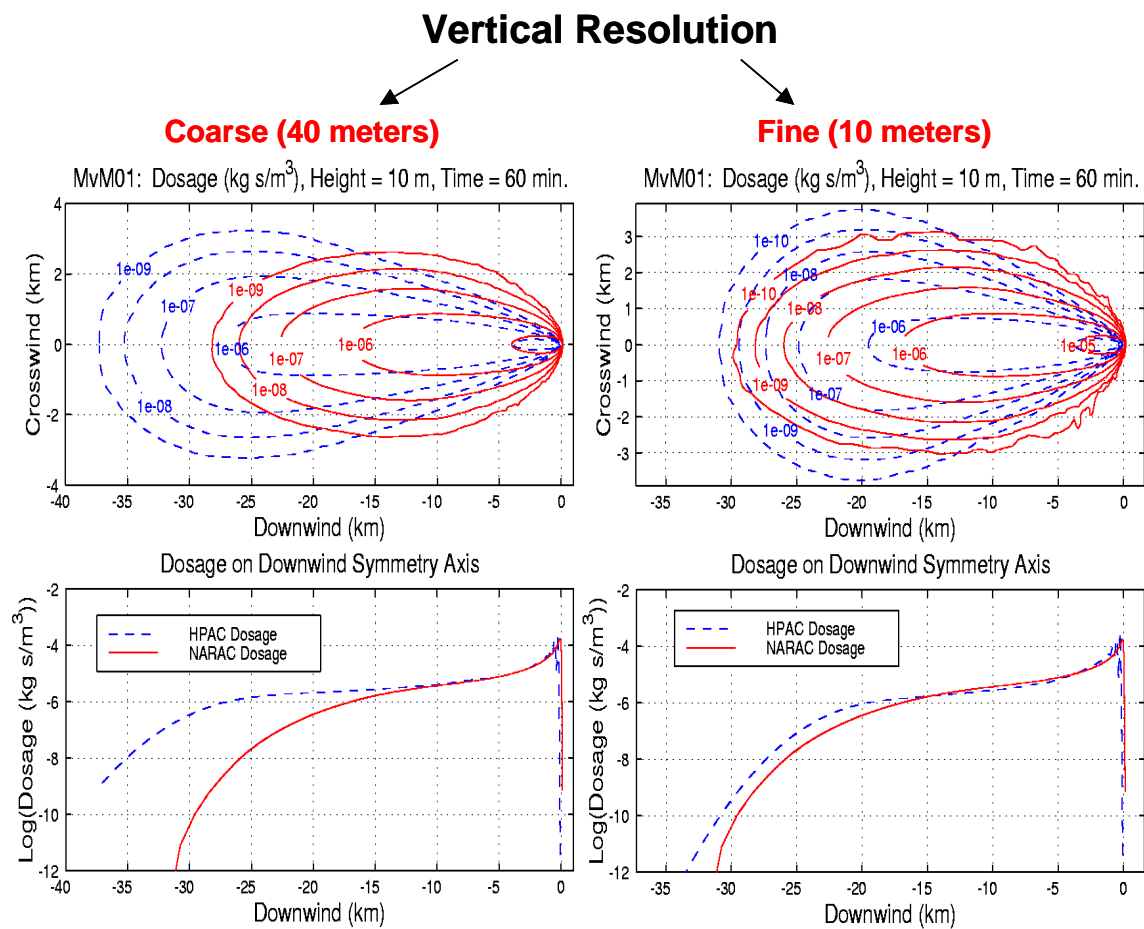 Vertical Resolution
Coarse (40 meters)
MvM01: Dosage (kg s/m³), Height = 10 m, Time = 60 min.
Crosswind (km)
4
2
0
-2
-4
1e-09
1e-07
1e-09
1e-06
1e-06
1e-07
1e-08
1e-08
-40
-35
-30
-25
-20
-15
-10
-5
0
Downwind (km)
Dosage on Downwind Symmetry Axis
Log(Dosage (kg s/m³))
-2
-4
-6
-8
-10
-12
HPAC Dosage
NARAC Dosage
-40
-35
-30
-25
-20
-15
-10
-5
0
Downwind (km)
Fine (10 meters)
MvM01: Dosage (kg s/m³), Height = 10 m, Time = 60 min.
Crosswind (km)
3
2
1
0
-1
-2
-3
1e-10
1e-08
1e-10
1e-08
1e-06
1e-05
1e-07
1e-06
1e-09
1e-07
1e-09
-35
-30
-25
-20
-15
-10
-5
0
Downwind (km)
Dosage on Downwind Symmetry Axis
Log(Dosage (kg s/m³))
-2
-4
-6
-8
-10
-12
HPAC Dosage
NARAC Dosage
-35
-30
-25
-20
-15
-10
-5
0
Downwind (km)